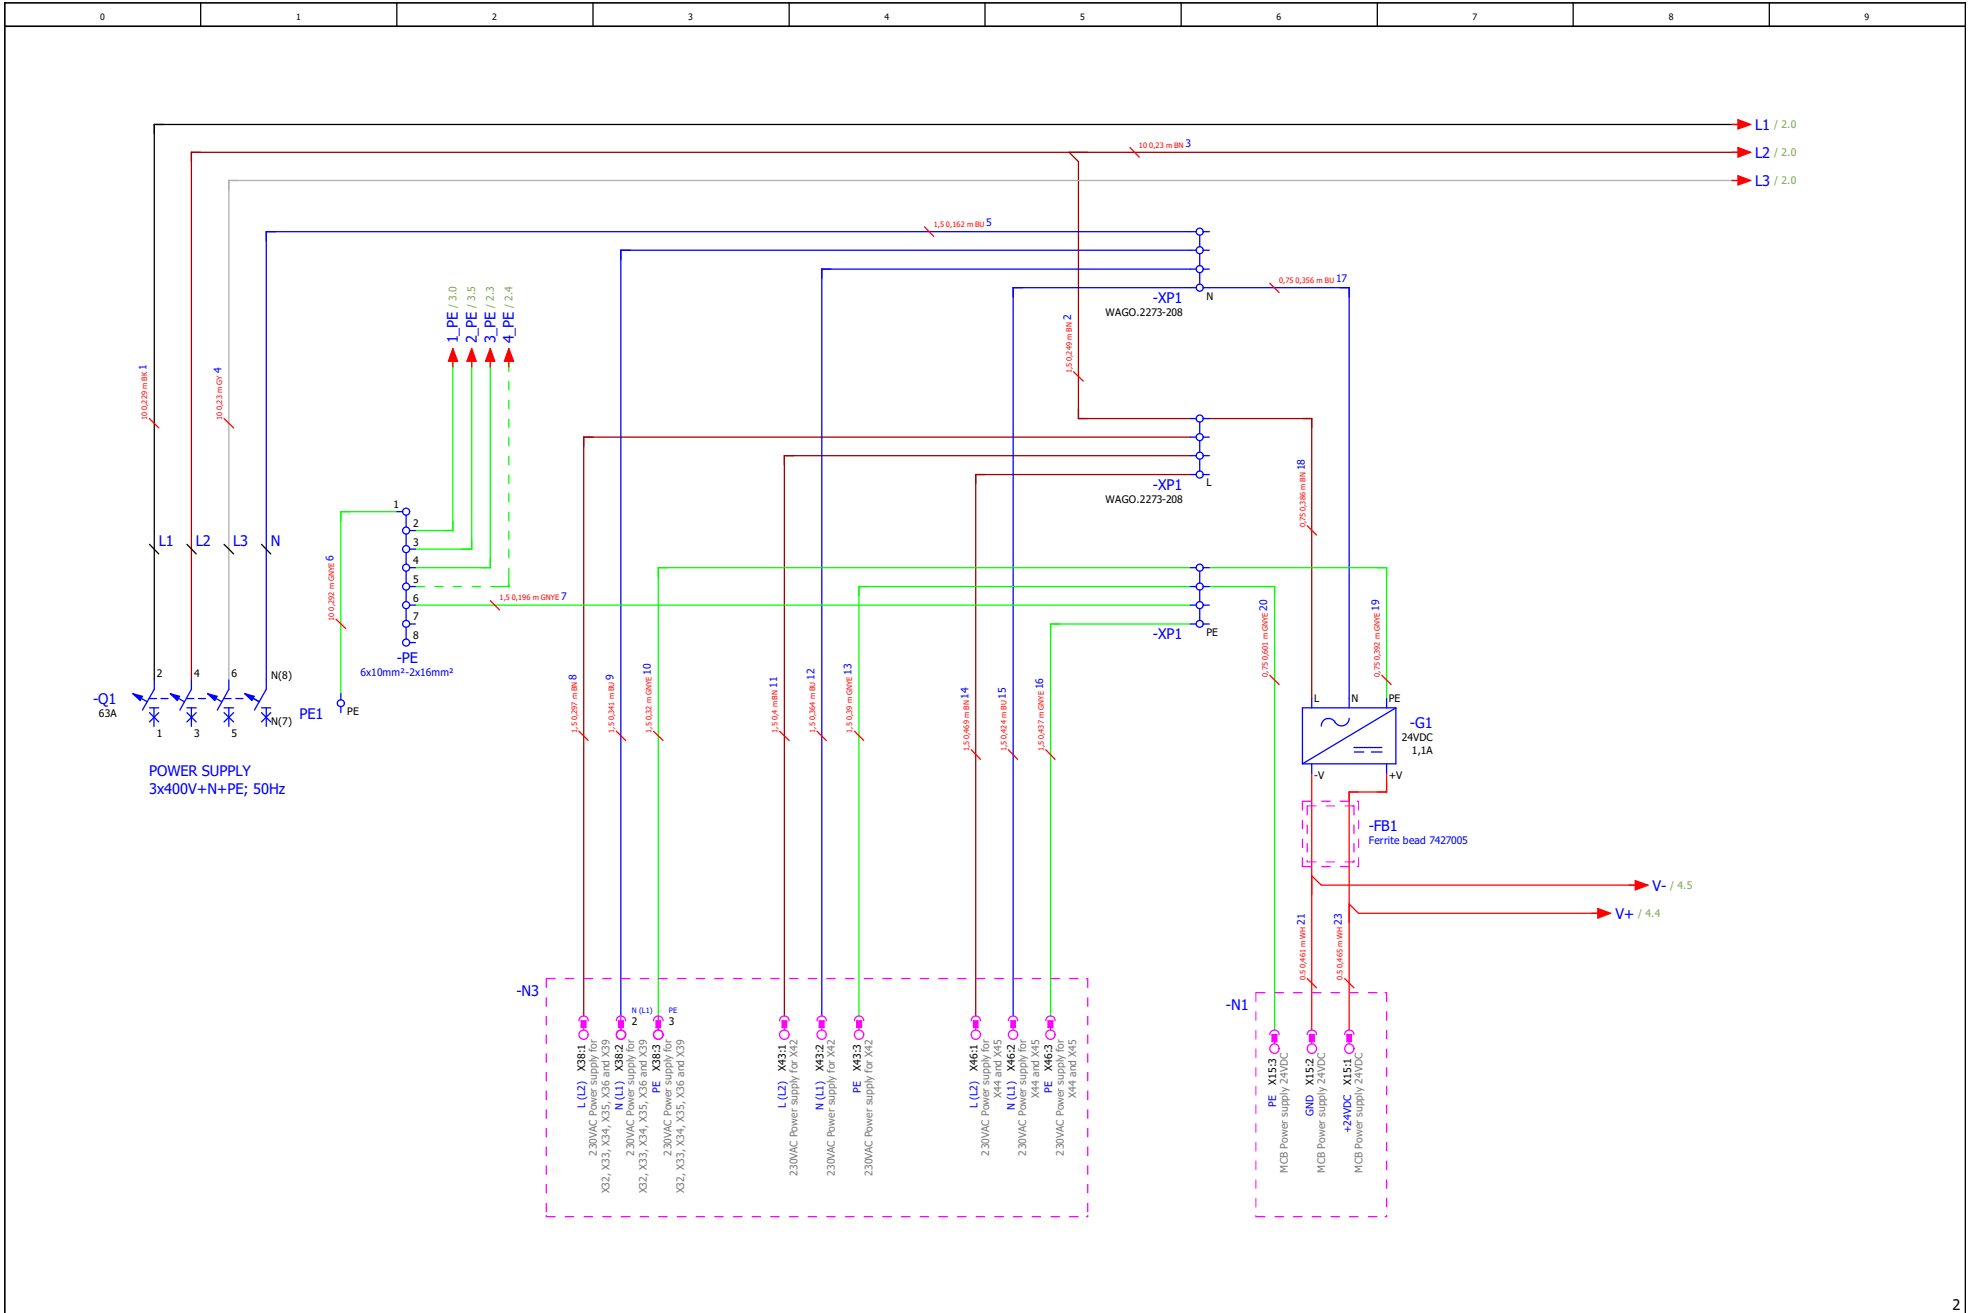 0 1 2 3 4 5 6 7 8 9
L1 / 2.0
10 0,23 m BN 3
L2 / 2.0
L3 / 2.0
1,5 0,162 m BU 5
0,75 0,356 m BU 17
-XP1 N
WAGO.2273-208
1_PE / 3.0
2_PE / 3.5
3_PE / 2.3
4_PE / 2.4
1,5 0,249 m BN 2
10 0,229 m BK 1
10 0,23 m GY 4
-XP1 L
WAGO.2273-208
0,75 0,386 m BN 18
1
2
3
4
5
6
7
8
L1 L2 L3 N
10 0,292 m GNYE 6
1,5 0,196 m GNYE 7
-XP1 PE
0,75 0,601 m GNYE 20
0,75 0,392 m GNYE 19
-PE
6x10mm²-2x16mm²
2 4 6 N(8)
-Q1
63A
1 3 5 N(7)
PE1 PE
POWER SUPPLY
3x400V+N+PE; 50Hz
1,5 0,297 m BN 8
1,5 0,341 m BU 9
1,5 0,32 m GNYE 10
1,5 0,4 m BN 11
1,5 0,364 m BU 12
1,5 0,39 m GNYE 13
1,5 0,469 m BN 14
1,5 0,424 m BU 15
1,5 0,437 m GNYE 16
L N PE
-G1
24VDC
1,1A
-V +V
-FB1
Ferrite bead 7427005
V- / 4.5
V+ / 4.4
0.5 0,461 m WH 21
0.5 0,465 m WH 23
-N3
N (L1)
2
PE
3
L (L2) X38:1
230VAC Power supply for
X32, X33, X34, X35, X36 and X39
N (L1) X38:2
230VAC Power supply for
X32, X33, X34, X35, X36 and X39
PE X38:3
230VAC Power supply for
X32, X33, X34, X35, X36 and X39
L (L2) X43:1
230VAC Power supply for X42
N (L1) X43:2
230VAC Power supply for X42
PE X43:3
230VAC Power supply for X42
L (L2) X46:1
230VAC Power supply for
X44 and X45
N (L1) X46:2
230VAC Power supply for
X44 and X45
PE X46:3
230VAC Power supply for
X44 and X45
-N1
PE X15:3
MCB Power supply 24VDC
GND X15:2
MCB Power supply 24VDC
+24VDC X15:1
MCB Power supply 24VDC
2